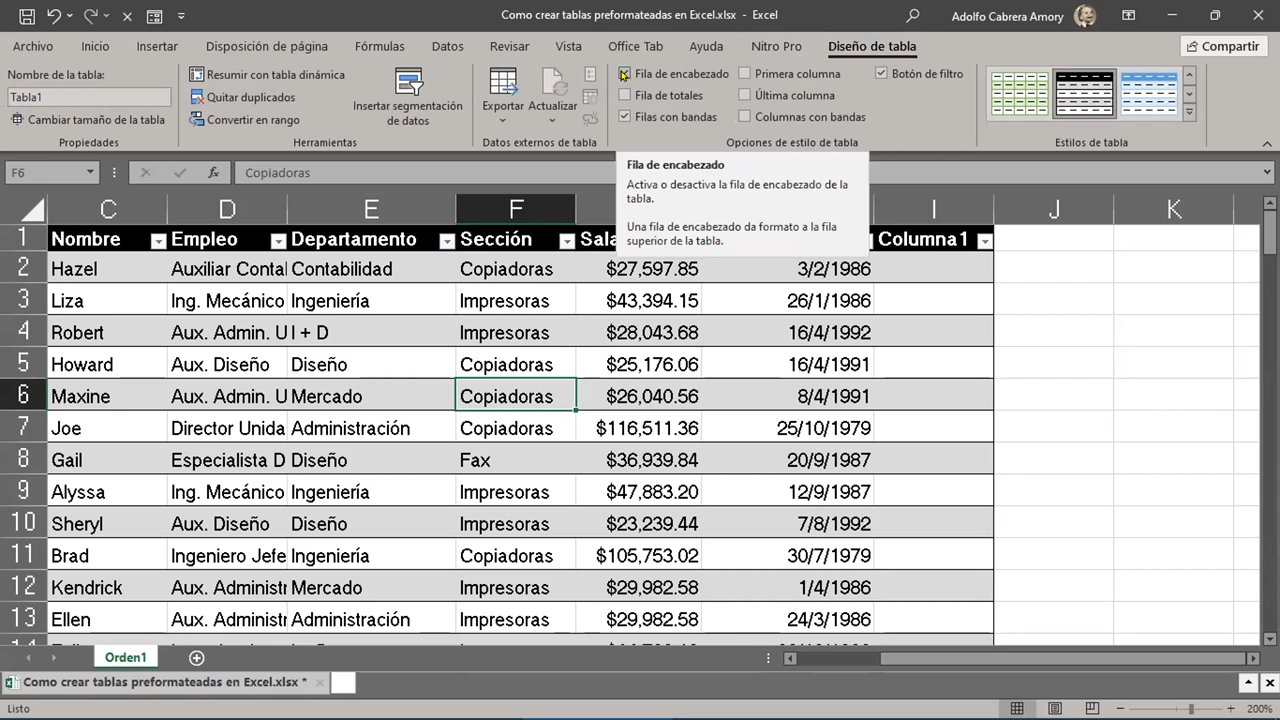 Como crear tablas preformateadas en Excel.xlsx - Excel
Adolfo Cabrera Amory
Archivo Inicio Insertar Disposición de página Fórmulas Datos Revisar Vista Office Tab Ayuda Nitro Pro Diseño de tabla Compartir
Nombre de la tabla:
Tabla1
Cambiar tamaño de la tabla
Propiedades
Resumir con tabla dinámica
Quitar duplicados
Convertir en rango
Insertar segmentación
de datos
Herramientas
Exportar Actualizar
Datos externos de tabla
Fila de encabezado Primera columna Botón de filtro
Fila de totales Última columna
Filas con bandas Columnas con bandas
Opciones de estilo de tabla
Estilos de tabla
F6 fx Copiadoras
Fila de encabezado
Activa o desactiva la fila de encabezado de la
tabla.
Una fila de encabezado da formato a la fila
superior de la tabla.
C D E F I J K
1 Nombre Empleo Departamento Sección Sala Columna1
2 Hazel Auxiliar Contal Contabilidad Copiadoras $27,597.85 3/2/1986
3 Liza Ing. Mecánico Ingeniería Impresoras $43,394.15 26/1/1986
4 Robert Aux. Admin. U I + D Impresoras $28,043.68 16/4/1992
5 Howard Aux. Diseño Diseño Copiadoras $25,176.06 16/4/1991
6 Maxine Aux. Admin. U Mercado Copiadoras $26,040.56 8/4/1991
7 Joe Director Unida Administración Copiadoras $116,511.36 25/10/1979
8 Gail Especialista D Diseño Fax $36,939.84 20/9/1987
9 Alyssa Ing. Mecánico Ingeniería Impresoras $47,883.20 12/9/1987
10 Sheryl Aux. Diseño Diseño Impresoras $23,239.44 7/8/1992
11 Brad Ingeniero Jefe Ingeniería Copiadoras $105,753.02 30/7/1979
12 Kendrick Aux. Administr Mercado Impresoras $29,982.58 1/4/1986
13 Ellen Aux. Administr Administración Impresoras $29,982.58 24/3/1986
Orden1
Como crear tablas preformateadas en Excel.xlsx *
Listo
200%